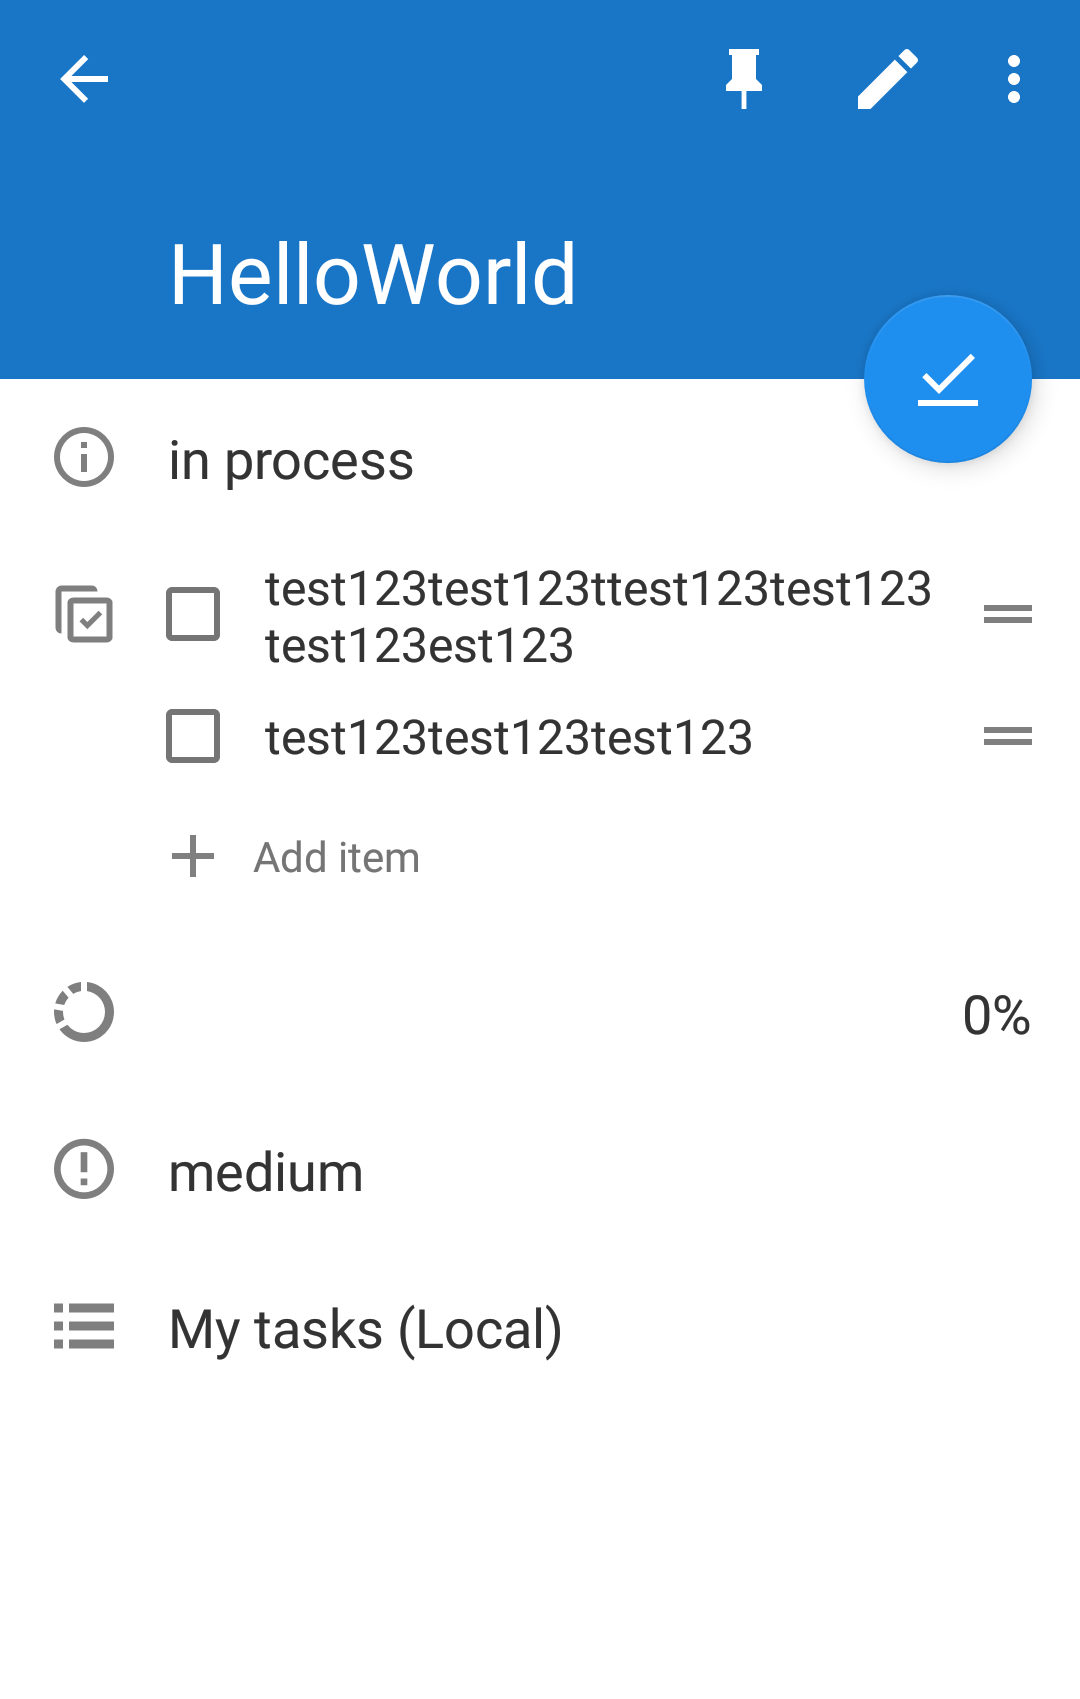 HelloWorld
in process
test123test123ttest123test123
test123est123
test123test123test123
Add item
0%
medium
My tasks (Local)